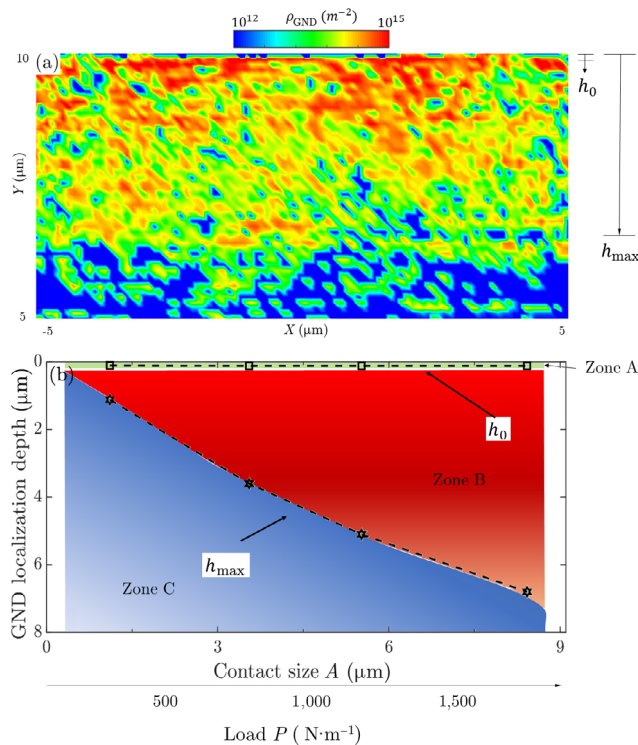 10¹² ρGND (m⁻²) 10¹⁵
(a)
10
Y (μm)
5
-5 X (μm) 5
h₀
hmax
(b)
0
2
4
6
8
GND localization depth (μm)
Zone A
h₀
Zone B
hmax
Zone C
0 3 6 9
Contact size A (μm)
500 1,000 1,500
Load P ( N·m⁻¹)